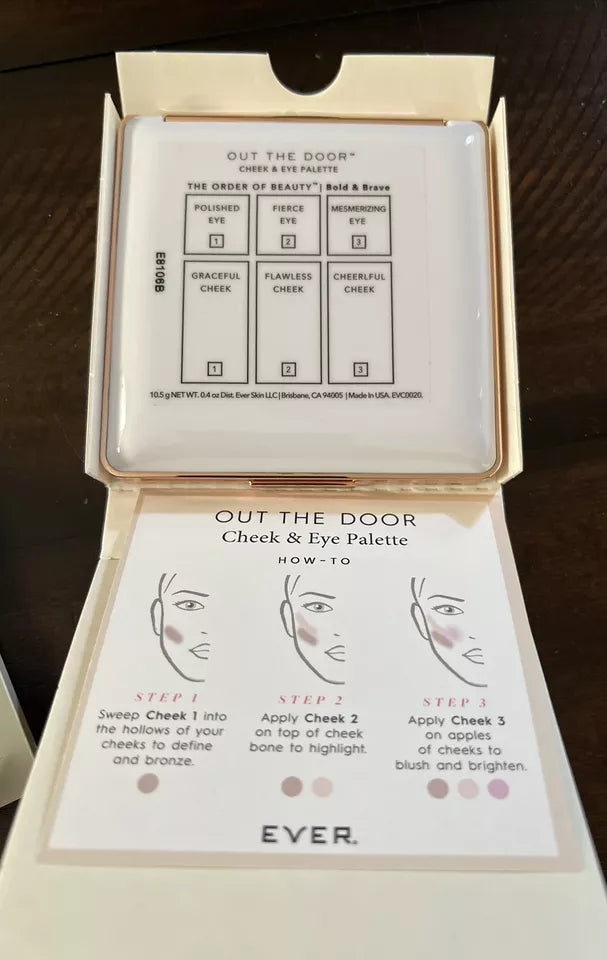 OUT THE DOOR™
CHEEK & EYE PALETTE
THE ORDER OF BEAUTY™ | Bold & Brave
POLISHED EYE
1
FIERCE EYE
2
MESMERIZING EYE
3
E8106B
GRACEFUL CHEEK
1
FLAWLESS CHEEK
2
CHEERLFUL CHEEK
3
10.5 g NET WT. 0.4 oz Dist. Ever Skin LLC | Brisbane, CA 94005 | Made In USA. EVC0020.
OUT THE DOOR
Cheek & Eye Palette
HOW-TO
STEP 1
Sweep Cheek 1 into
the hollows of your
cheeks to define
and bronze.
STEP 2
Apply Cheek 2
on top of cheek
bone to highlight.
STEP 3
Apply Cheek 3
on apples
of cheeks to
blush and brighten.
EVER.